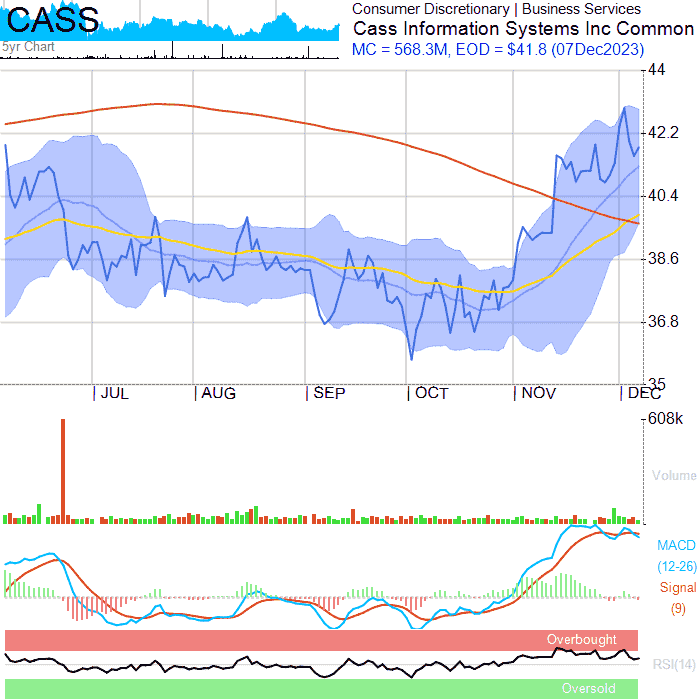 CASS
Consumer Discretionary | Business Services
Cass Information Systems Inc Common
5yr Chart
MC = 568.3M, EOD = $41.8 (07Dec2023)
44
42.2
40.4
38.6
36.8
35
JUL AUG SEP OCT NOV DEC
608k
Volume
MACD
(12-26)
Signal
(9)
Overbought
RSI(14)
Oversold